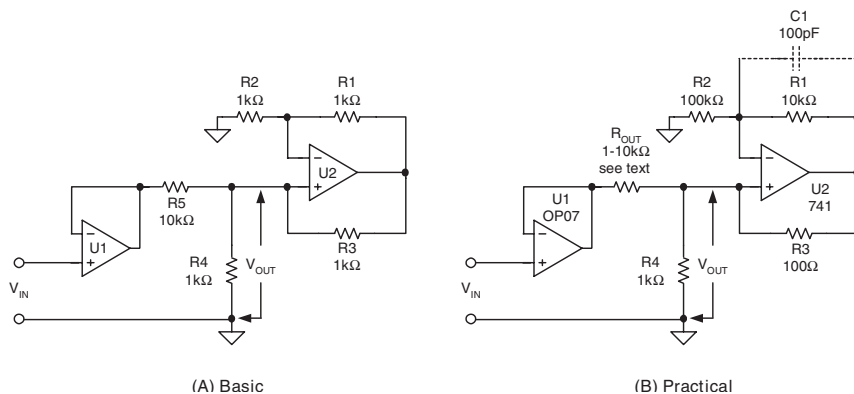 R2
1kΩ
R1
1kΩ
−
+
U2
R5
10kΩ
−
+
U1
R3
1kΩ
R4
1kΩ
VOUT
VIN
(A) Basic
C1
100pF
R2
100kΩ
R1
10kΩ
ROUT
1-10kΩ
see text
−
+
U2
741
U1
OP07
−
+
R3
100Ω
R4
1kΩ
VOUT
VIN
(B) Practical